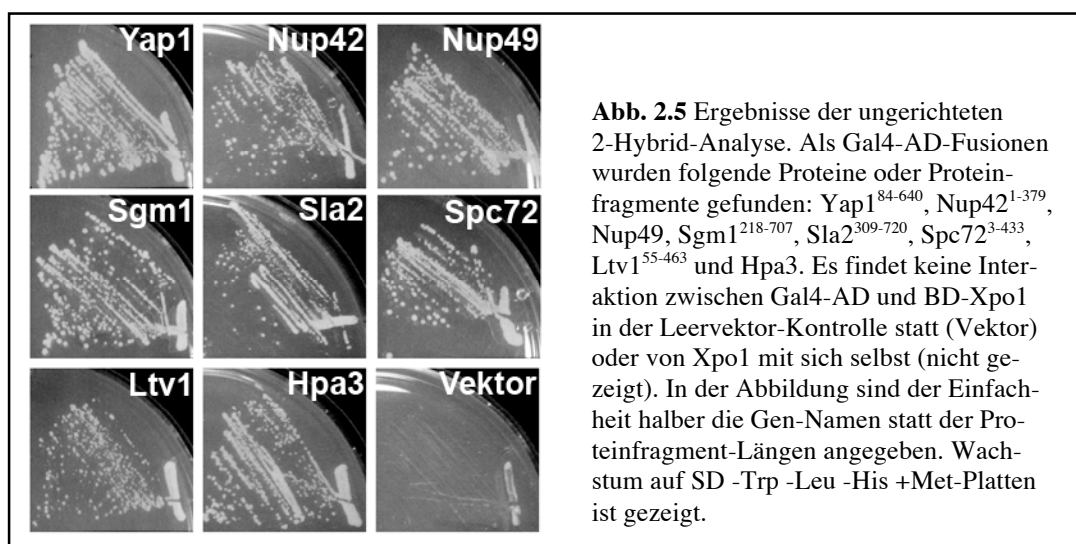 Yap1 Nup42 Nup49
Sgm1 Sla2 Spc72
Ltv1 Hpa3 Vektor
Abb. 2.5 Ergebnisse der ungerichteten
2-Hybrid-Analyse. Als Gal4-AD-Fusionen
wurden folgende Proteine oder Protein-
fragmente gefunden: Yap1⁸⁴⁻⁶⁴⁰, Nup42¹⁻³⁷⁹,
Nup49, Sgm1²¹⁸⁻⁷⁰⁷, Sla2³⁰⁹⁻⁷²⁰, Spc72³⁻⁴³³,
Ltv1⁵⁵⁻⁴⁶³ und Hpa3. Es findet keine Inter-
aktion zwischen Gal4-AD und BD-Xpo1
in der Leervektor-Kontrolle statt (Vektor)
oder von Xpo1 mit sich selbst (nicht ge-
zeigt). In der Abbildung sind der Einfach-
heit halber die Gen-Namen statt der Pro-
teinfragment-Längen angegeben. Wach-
stum auf SD -Trp -Leu -His +Met-Platten
ist gezeigt.